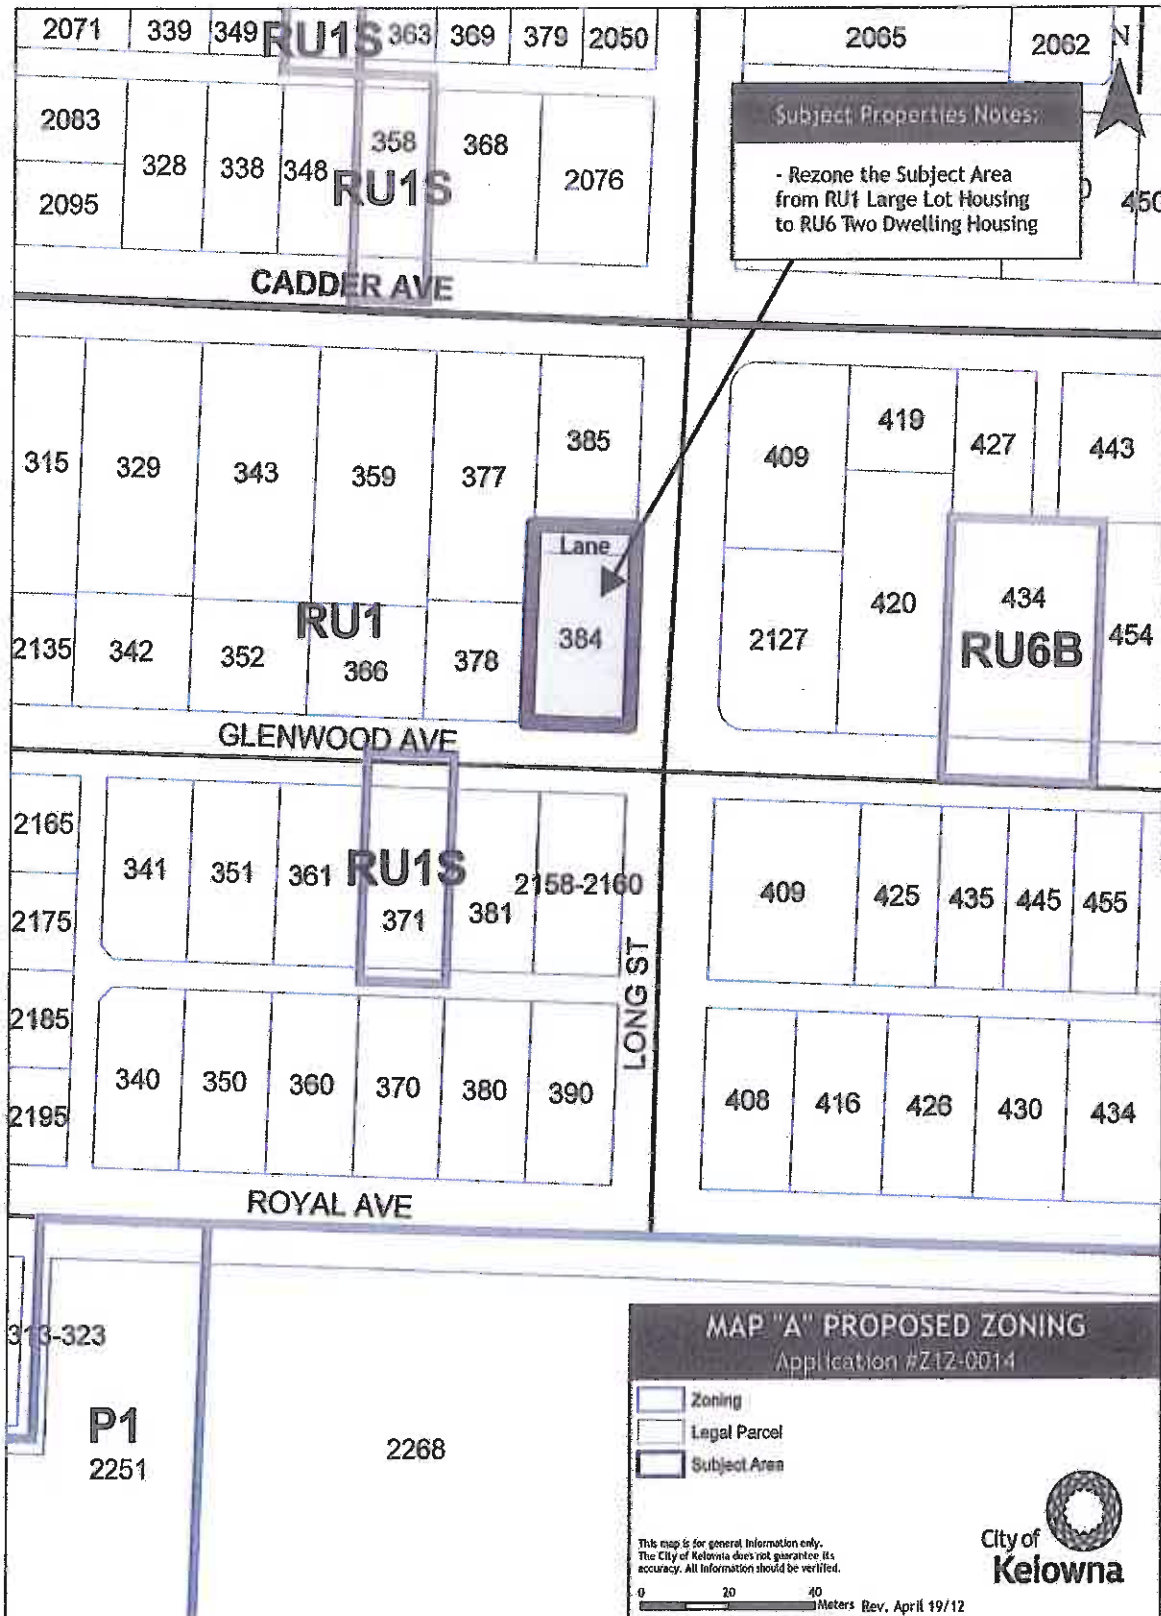 2071 339 349 RU1S 363 369 379 2050 2065 2062 N
Subject Properties Notes:
- Rezone the Subject Area
from RU1 Large Lot Housing
to RU6 Two Dwelling Housing
2083 328 338 348 358 368 2076
RU1S
2095 450
CADDER AVE
315 329 343 359 377 385 409 419 427 443
Lane
2135 342 352 RU1 366 378 384 2127 420 434 454
RU6B
GLENWOOD AVE
2165 341 351 361 RU1S 371 381 2158-2160 409 425 435 445 455
2175
LONG ST
2185 340 350 360 370 380 390 408 416 426 430 434
2195
ROYAL AVE
313-323
P1
2251
2268
MAP "A" PROPOSED ZONING
Application #Z12-0014
Zoning
Legal Parcel
Subject Area
This map is for general information only.
The City of Kelowna does not guarantee its
accuracy. All information should be verified.
City of
Kelowna
0 20 40
Meters Rev. April 19/12